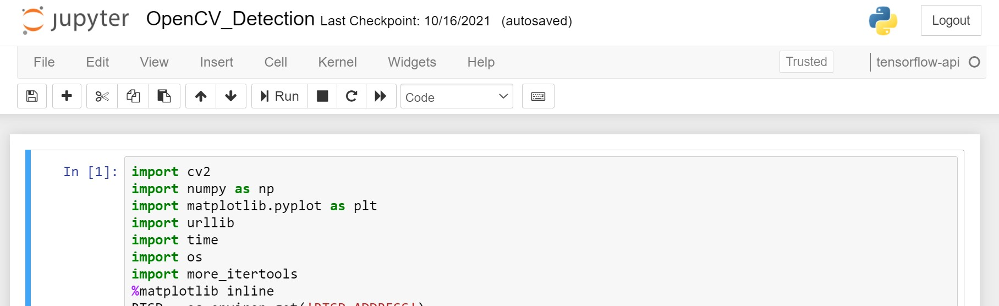 jupyter OpenCV_Detection Last Checkpoint: 10/16/2021 (autosaved) Logout
File Edit View Insert Cell Kernel Widgets Help Trusted tensorflow-api
Run Code
In [1]: import cv2
import numpy as np
import matplotlib.pyplot as plt
import urllib
import time
import os
import more_itertools
%matplotlib inline